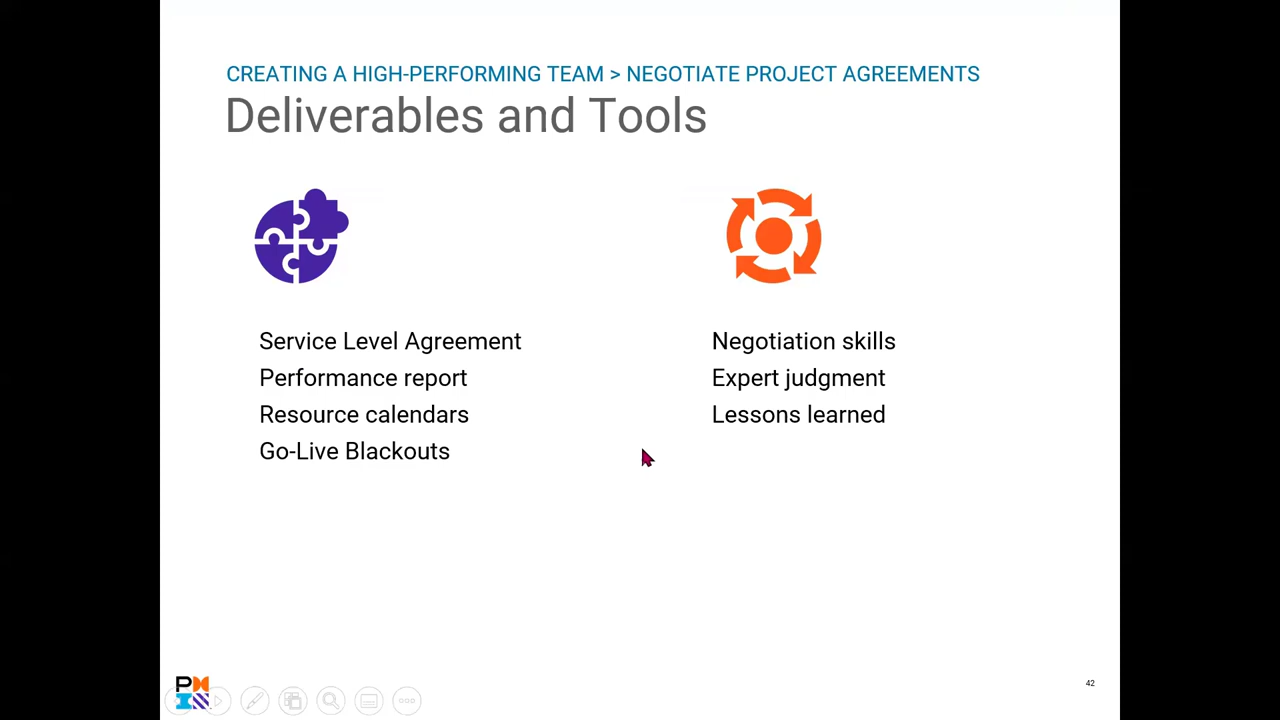 CREATING A HIGH-PERFORMING TEAM > NEGOTIATE PROJECT AGREEMENTS
Deliverables and Tools
Service Level Agreement
Performance report
Resource calendars
Go-Live Blackouts
Negotiation skills
Expert judgment
Lessons learned
42